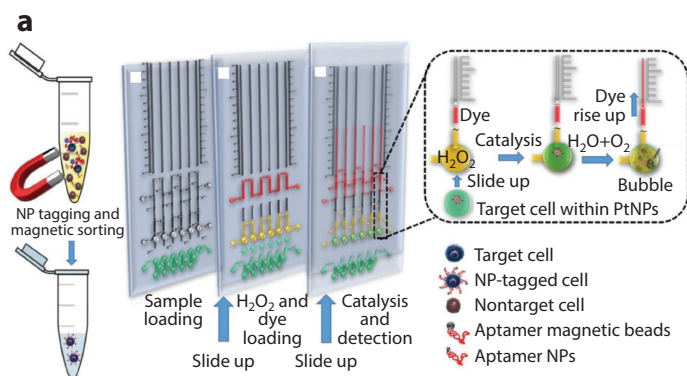 a
NP tagging and
magnetic sorting
Sample
loading
H2O2 and
dye
loading
Catalysis
and
detection
Slide up
Slide up
Dye
H2O2
Catalysis
Slide up
Target cell within PtNPs
H2O+O2
Dye
rise up
Bubble
Target cell
NP-tagged cell
Nontarget cell
Aptamer magnetic beads
Aptamer NPs